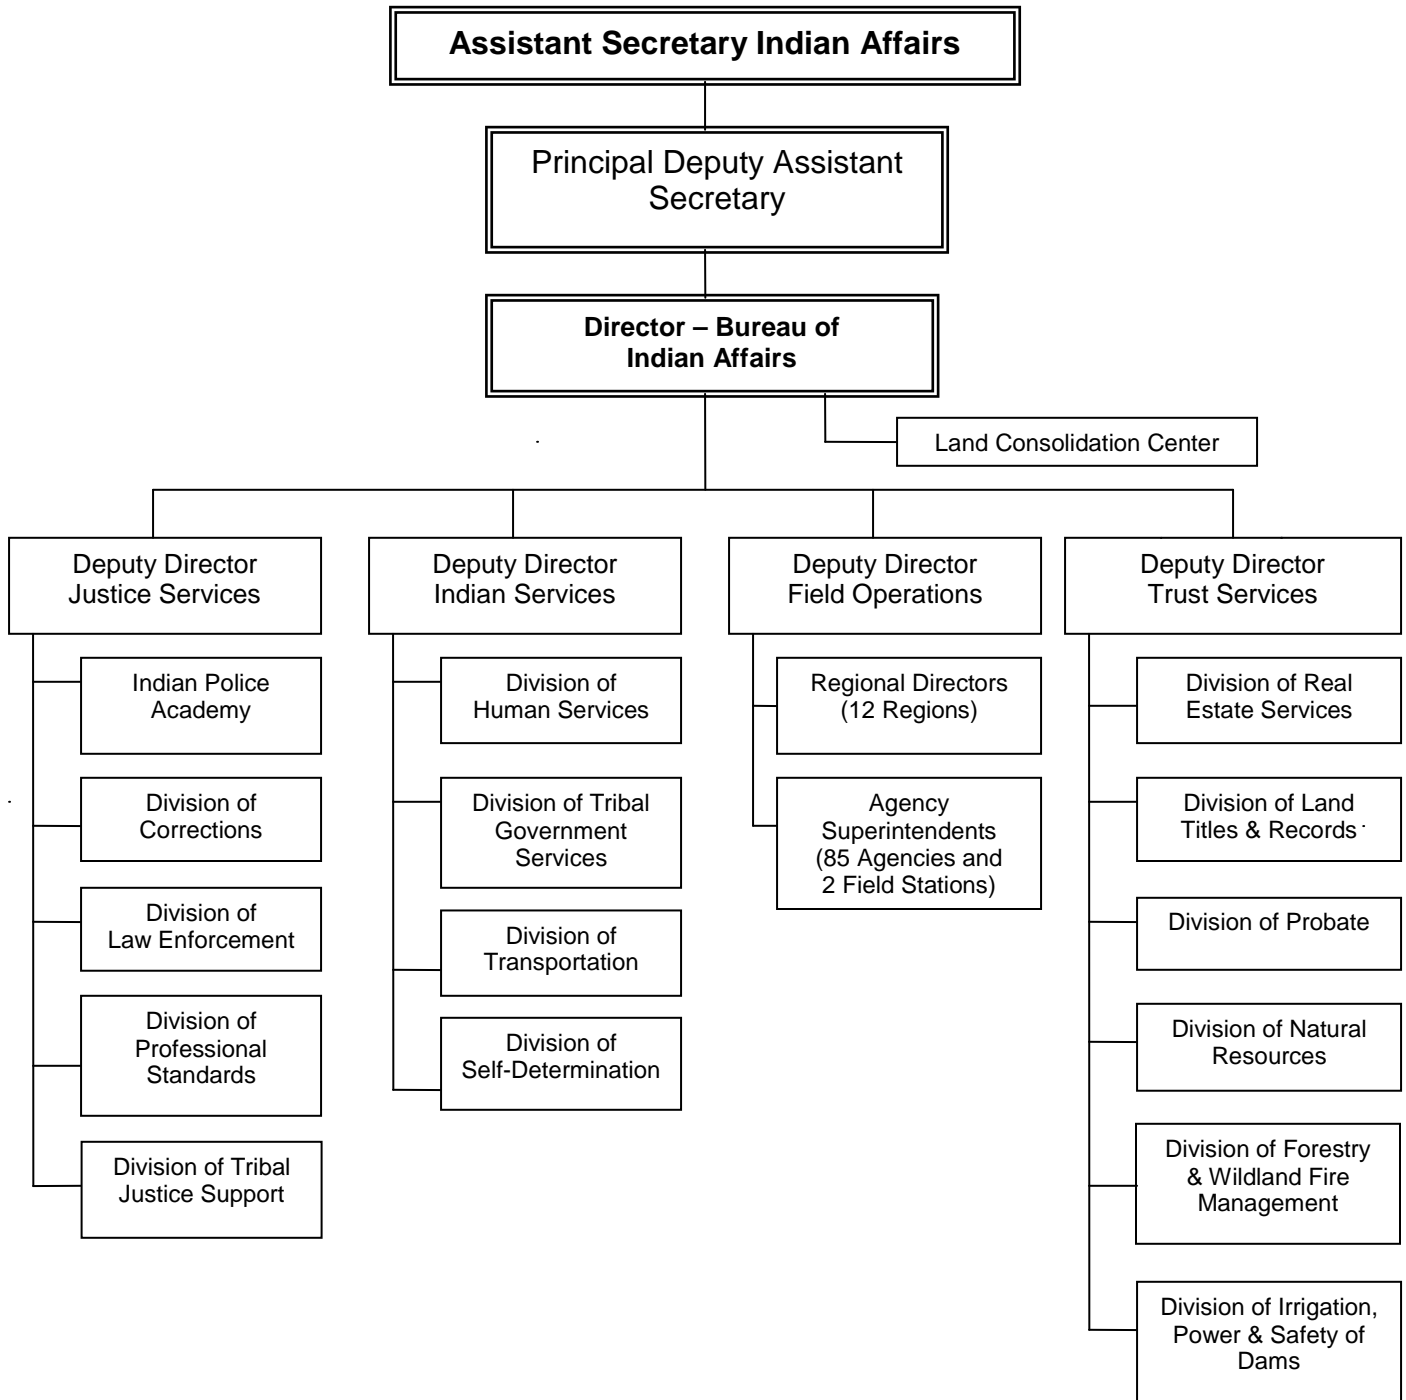 Assistant Secretary Indian Affairs
Principal Deputy Assistant
Secretary
Director – Bureau of
Indian Affairs
Land Consolidation Center
Deputy Director
Justice Services
Indian Police
Academy
Division of
Corrections
Division of
Law Enforcement
Division of
Professional
Standards
Division of Tribal
Justice Support
Deputy Director
Indian Services
Division of
Human Services
Division of Tribal
Government
Services
Division of
Transportation
Division of
Self-Determination
Deputy Director
Field Operations
Regional Directors
(12 Regions)
Agency
Superintendents
(85 Agencies and
2 Field Stations)
Deputy Director
Trust Services
Division of Real
Estate Services
Division of Land
Titles & Records
Division of Probate
Division of Natural
Resources
Division of Forestry
& Wildland Fire
Management
Division of Irrigation,
Power & Safety of
Dams